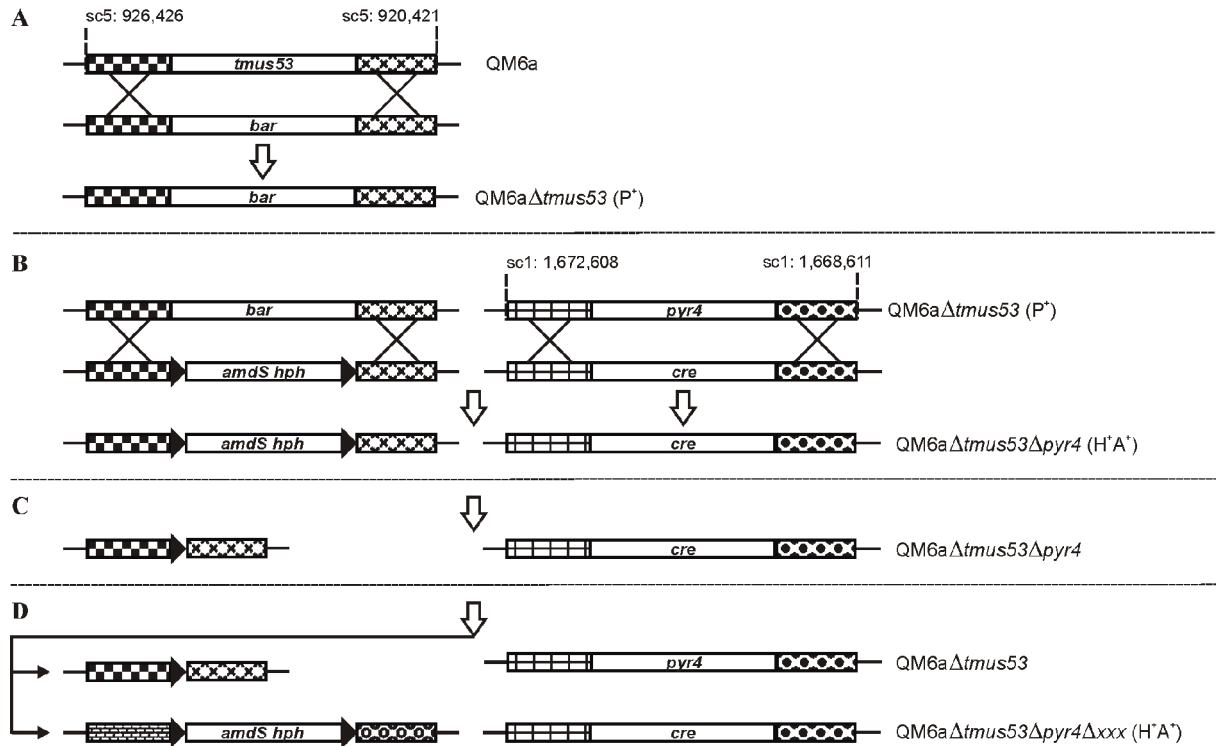 A
sc5: 926,426 sc5: 920,421
tmus53 QM6a
bar
bar QM6aΔtmus53 (P⁺)
B
sc1: 1,672,608 sc1: 1,668,611
bar pyr4 QM6aΔtmus53 (P⁺)
amdS hph cre
amdS hph cre QM6aΔtmus53Δpyr4 (H⁺A⁺)
C
cre QM6aΔtmus53Δpyr4
D
pyr4 QM6aΔtmus53
amdS hph cre QM6aΔtmus53Δpyr4Δxxx (H⁺A⁺)